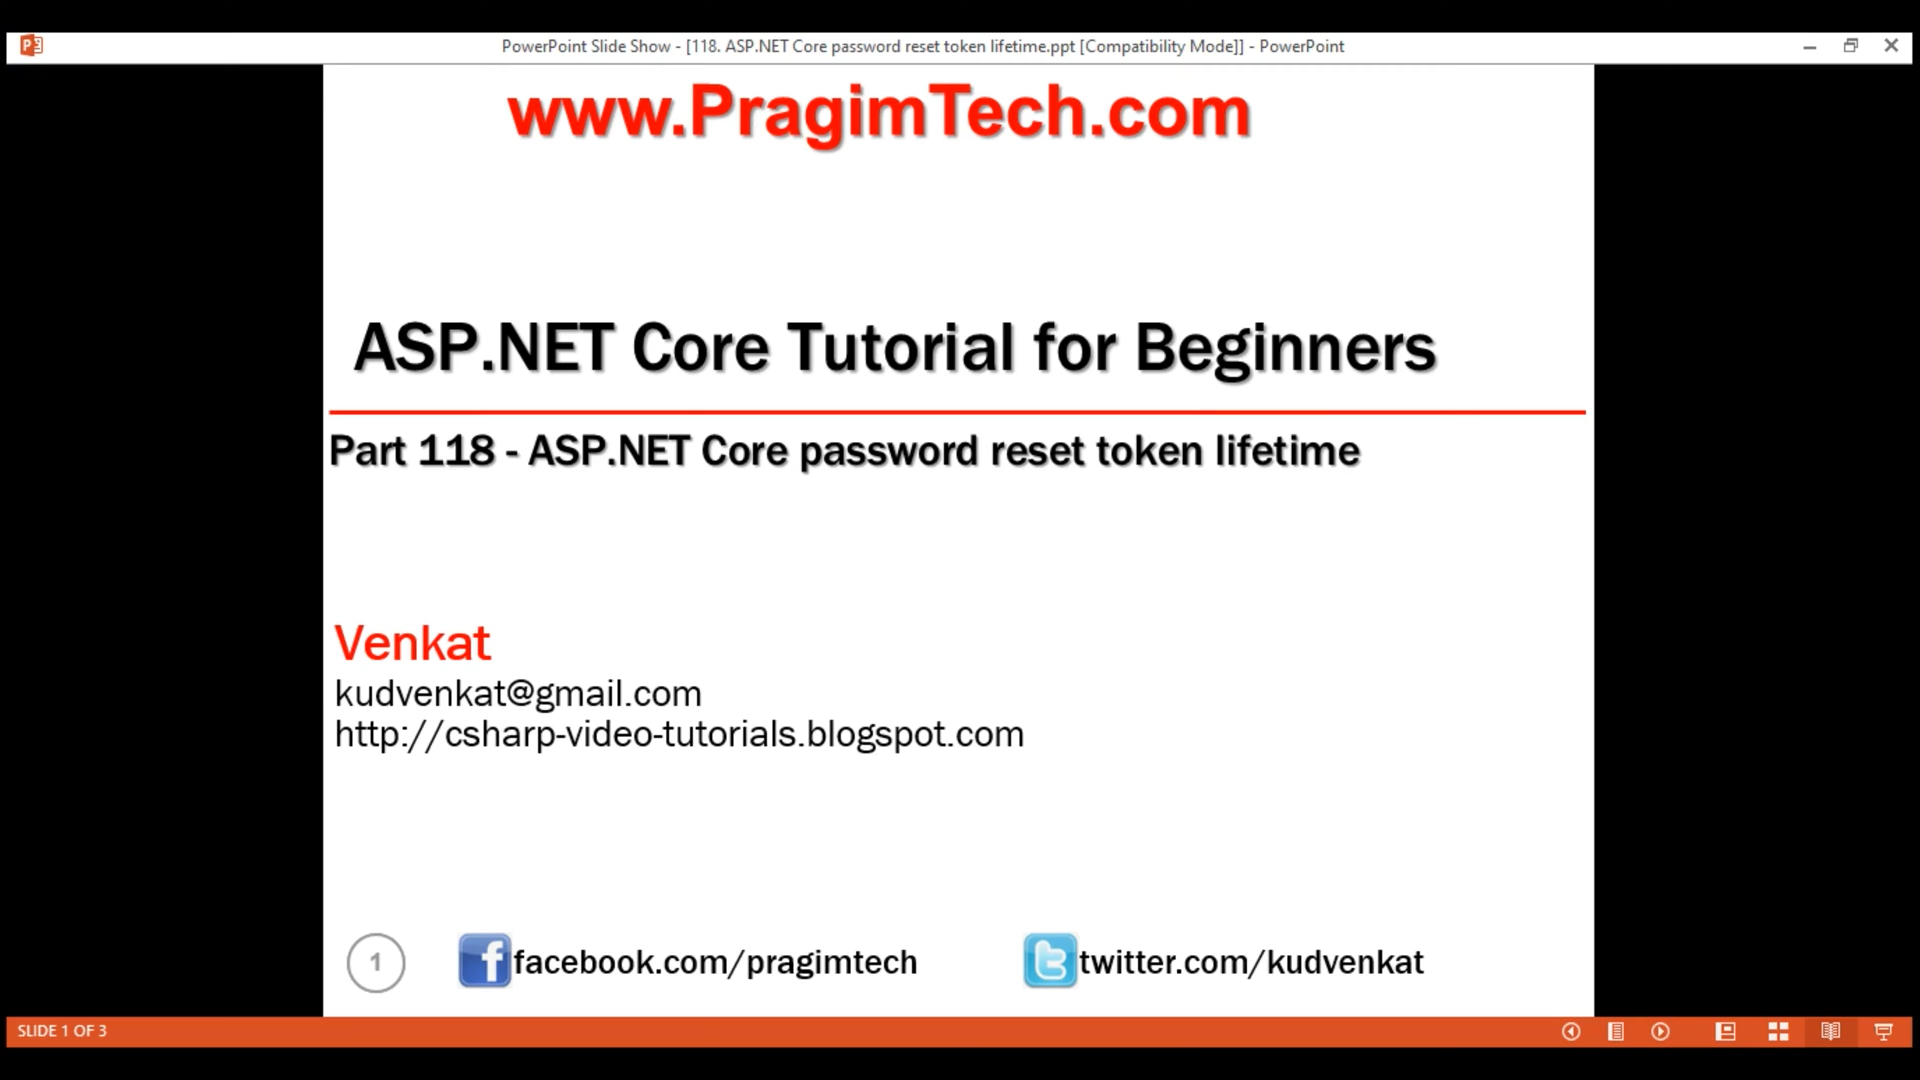 PowerPoint Slide Show - [118. ASP.NET Core password reset token lifetime.ppt [Compatibility Mode]] - PowerPoint
www.PragimTech.com
ASP.NET Core Tutorial for Beginners
Part 118 - ASP.NET Core password reset token lifetime
Venkat
kudvenkat@gmail.com
http://csharp-video-tutorials.blogspot.com
1
facebook.com/pragimtech
twitter.com/kudvenkat
SLIDE 1 OF 3